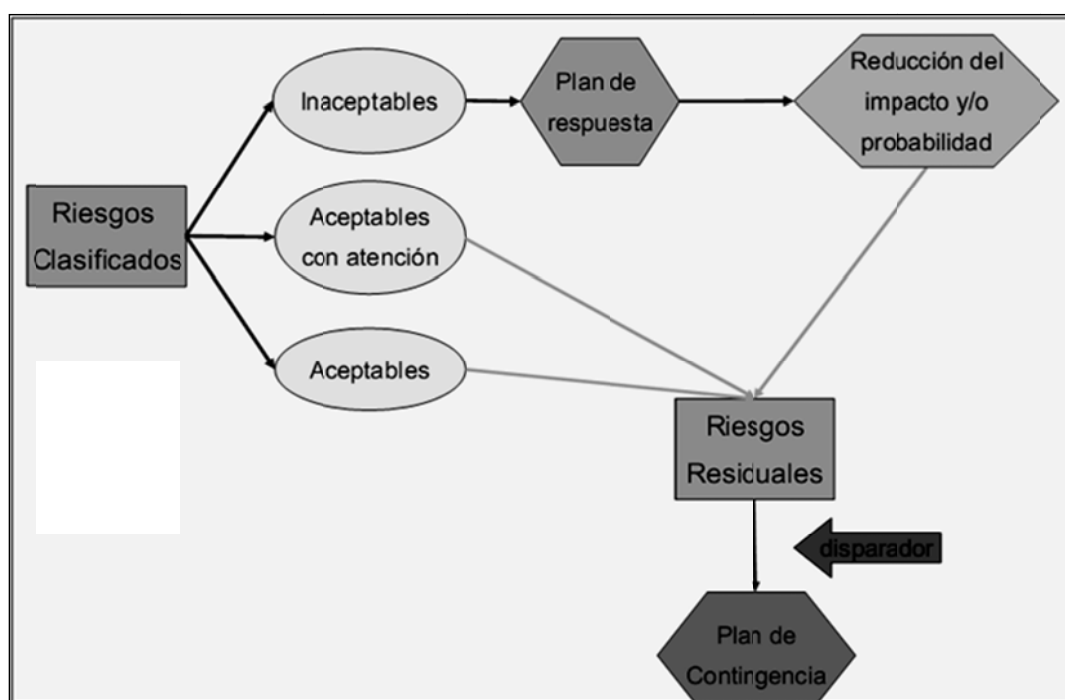 Inaceptables
Plan de
respuesta
Reducción del
impacto y/o
probabilidad
Riesgos
Clasificados
Aceptables
con atención
Aceptables
Riesgos
Residuales
disparador
Plan de
Contingencia